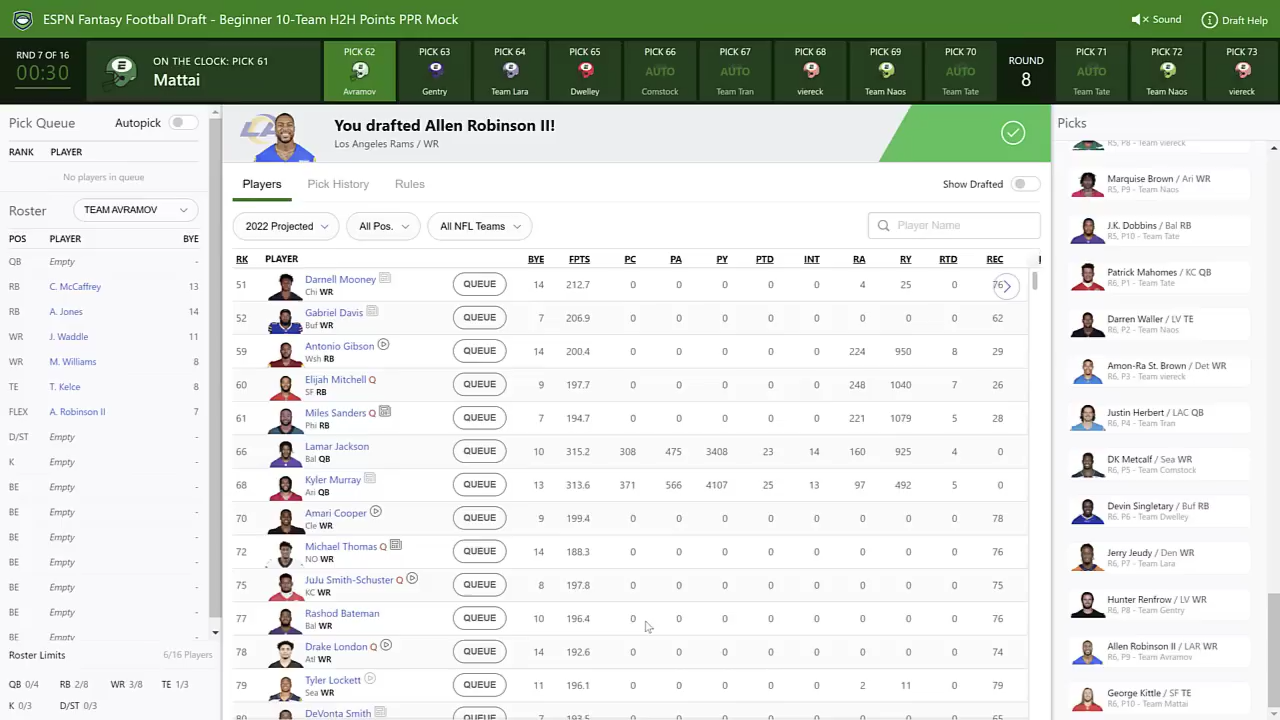 ESPN Fantasy Football Draft - Beginner 10-Team H2H Points PPR Mock
Sound
Draft Help
RND 7 OF 16
00:30
ON THE CLOCK: PICK 61
Mattai
PICK 62
Avramov
PICK 63
Gentry
PICK 64
Team Lara
PICK 65
Dwelley
PICK 66
AUTO
Comstock
PICK 67
AUTO
Team Tran
PICK 68
viereck
PICK 69
Team Naos
PICK 70
AUTO
Team Tate
ROUND
8
PICK 71
AUTO
Team Tate
PICK 72
Team Naos
PICK 73
viereck
Pick Queue
Autopick
RANK PLAYER
No players in queue
Roster
TEAM AVRAMOV
POS PLAYER BYE
QB Empty -
RB C. McCaffrey 13
RB A. Jones 14
WR J. Waddle 11
WR M. Williams 8
TE T. Kelce 8
FLEX A. Robinson II 7
D/ST Empty -
K Empty -
BE Empty -
BE Empty -
BE Empty -
BE Empty -
BE Empty -
BE Empty -
BE Empty -
Roster Limits 6/16 Players
QB 0/4 RB 2/8 WR 3/8 TE 1/3
K 0/3 D/ST 0/3
You drafted Allen Robinson II!
Los Angeles Rams / WR
Players
Pick History
Rules
Show Drafted
2022 Projected
All Pos.
All NFL Teams
Player Name
RK PLAYER BYE FPTS PC PA PY PTD INT RA RY RTD REC
51 Darnell Mooney QUEUE 14 212.7 0 0 0 0 0 4 25 0 76
Chi WR
52 Gabriel Davis QUEUE 7 206.9 0 0 0 0 0 0 0 0 62
Buf WR
59 Antonio Gibson QUEUE 14 200.4 0 0 0 0 0 224 950 8 29
Wsh RB
60 Elijah Mitchell Q QUEUE 9 197.7 0 0 0 0 0 248 1040 7 26
SF RB
61 Miles Sanders Q QUEUE 7 194.7 0 0 0 0 0 221 1079 5 28
Phi RB
66 Lamar Jackson QUEUE 10 315.2 308 475 3408 23 14 160 925 4 0
Bal QB
68 Kyler Murray QUEUE 13 313.6 371 566 4107 25 13 97 492 5 0
Ari QB
70 Amari Cooper QUEUE 9 199.4 0 0 0 0 0 0 0 0 78
Cle WR
72 Michael Thomas Q QUEUE 14 188.3 0 0 0 0 0 0 0 0 76
NO WR
75 JuJu Smith-Schuster Q QUEUE 8 197.8 0 0 0 0 0 0 0 0 75
KC WR
77 Rashod Bateman QUEUE 10 196.4 0 0 0 0 0 0 0 0 76
Bal WR
78 Drake London Q QUEUE 14 192.6 0 0 0 0 0 0 0 0 74
Atl WR
79 Tyler Lockett QUEUE 11 196.1 0 0 0 0 0 2 11 0 79
Sea WR
80 DeVonta Smith QUEUE 7 193.5 0 0 0 0 0 0 0 0 65
Picks
R5, P8 - Team viereck
Marquise Brown / Ari WR
R5, P9 - Team Naos
J.K. Dobbins / Bal RB
R5, P10 - Team Tate
Patrick Mahomes / KC QB
R6, P1 - Team Tate
Darren Waller / LV TE
R6, P2 - Team Naos
Amon-Ra St. Brown / Det WR
R6, P3 - Team viereck
Justin Herbert / LAC QB
R6, P4 - Team Tran
DK Metcalf / Sea WR
R6, P5 - Team Comstock
Devin Singletary / Buf RB
R6, P6 - Team Dwelley
Jerry Jeudy / Den WR
R6, P7 - Team Lara
Hunter Renfrow / LV WR
R6, P8 - Team Gentry
Allen Robinson II / LAR WR
R6, P9 - Team Avramov
George Kittle / SF TE
R6, P10 - Team Mattai